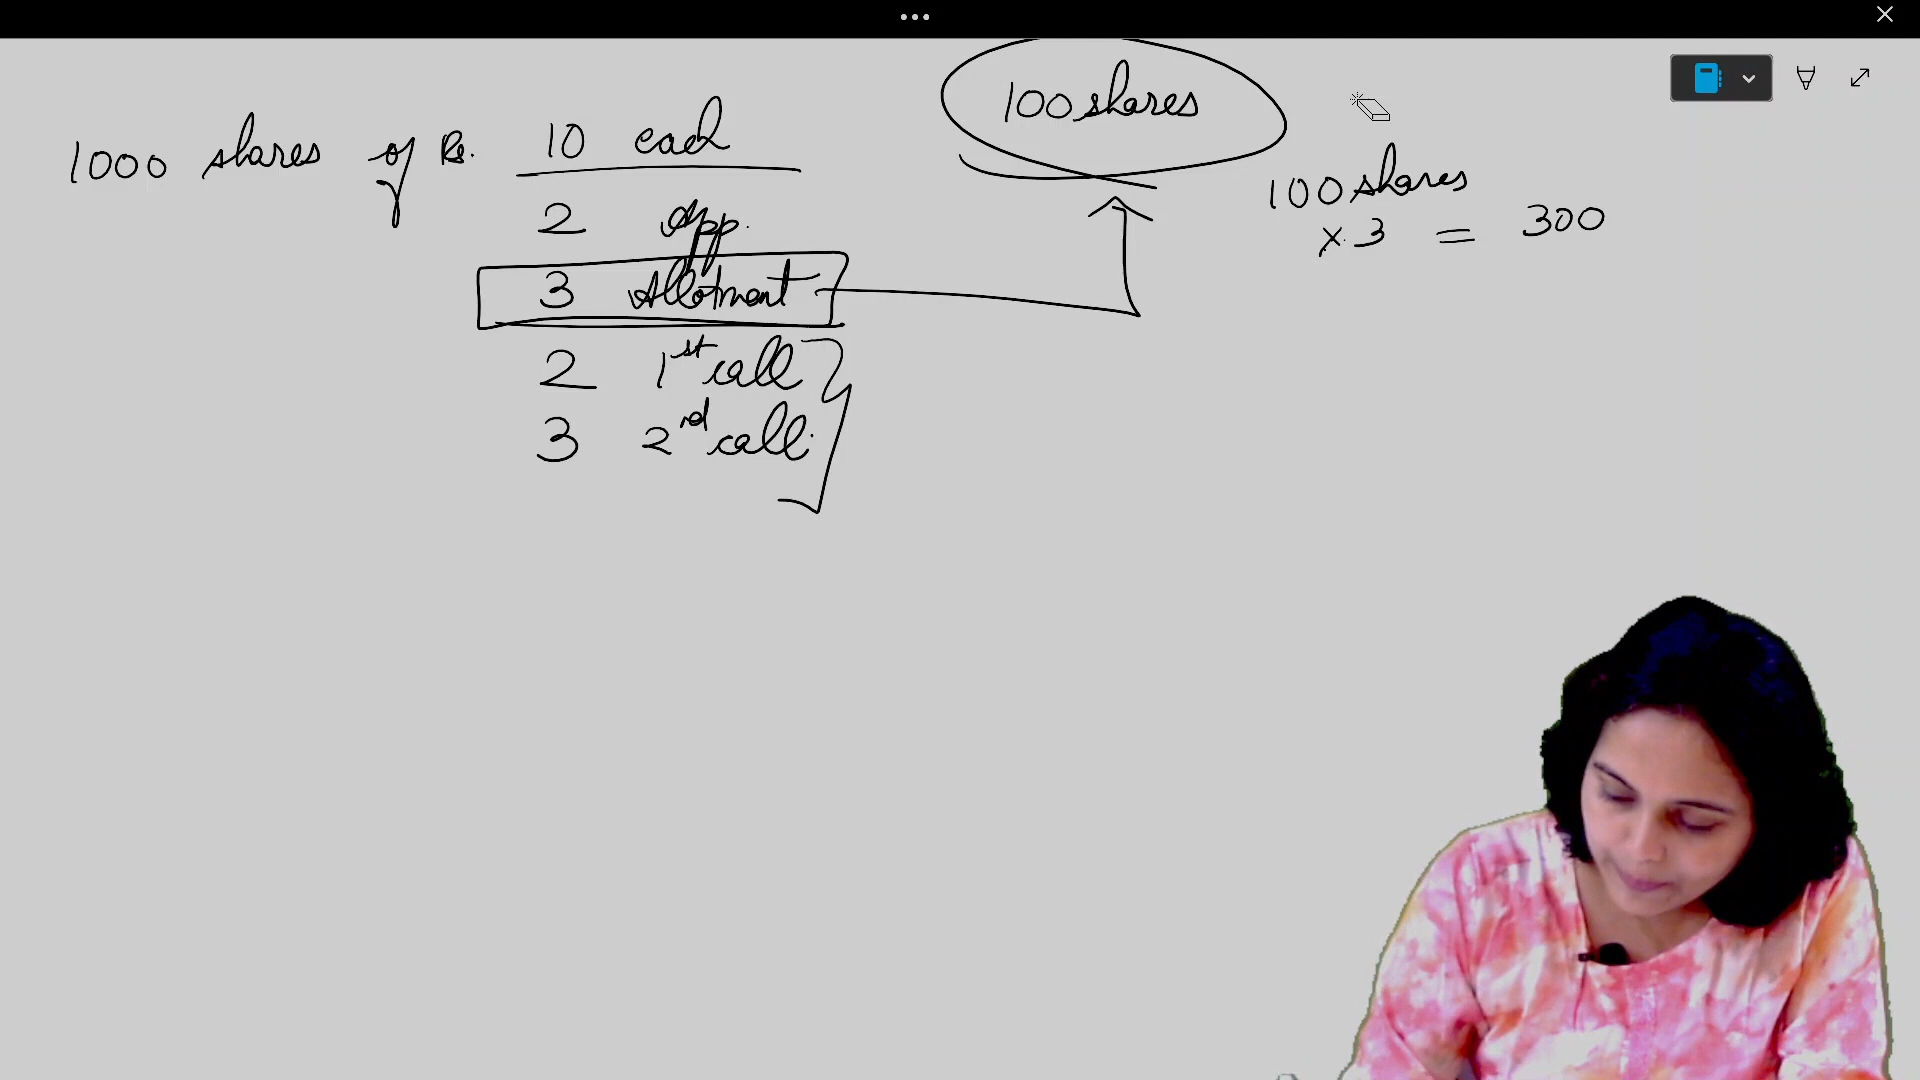 1000 shares of Rs. 10 each
2 App.
3 Allotment
2 1st call
3 2nd call.
100 shares
100 shares
x 3 = 300